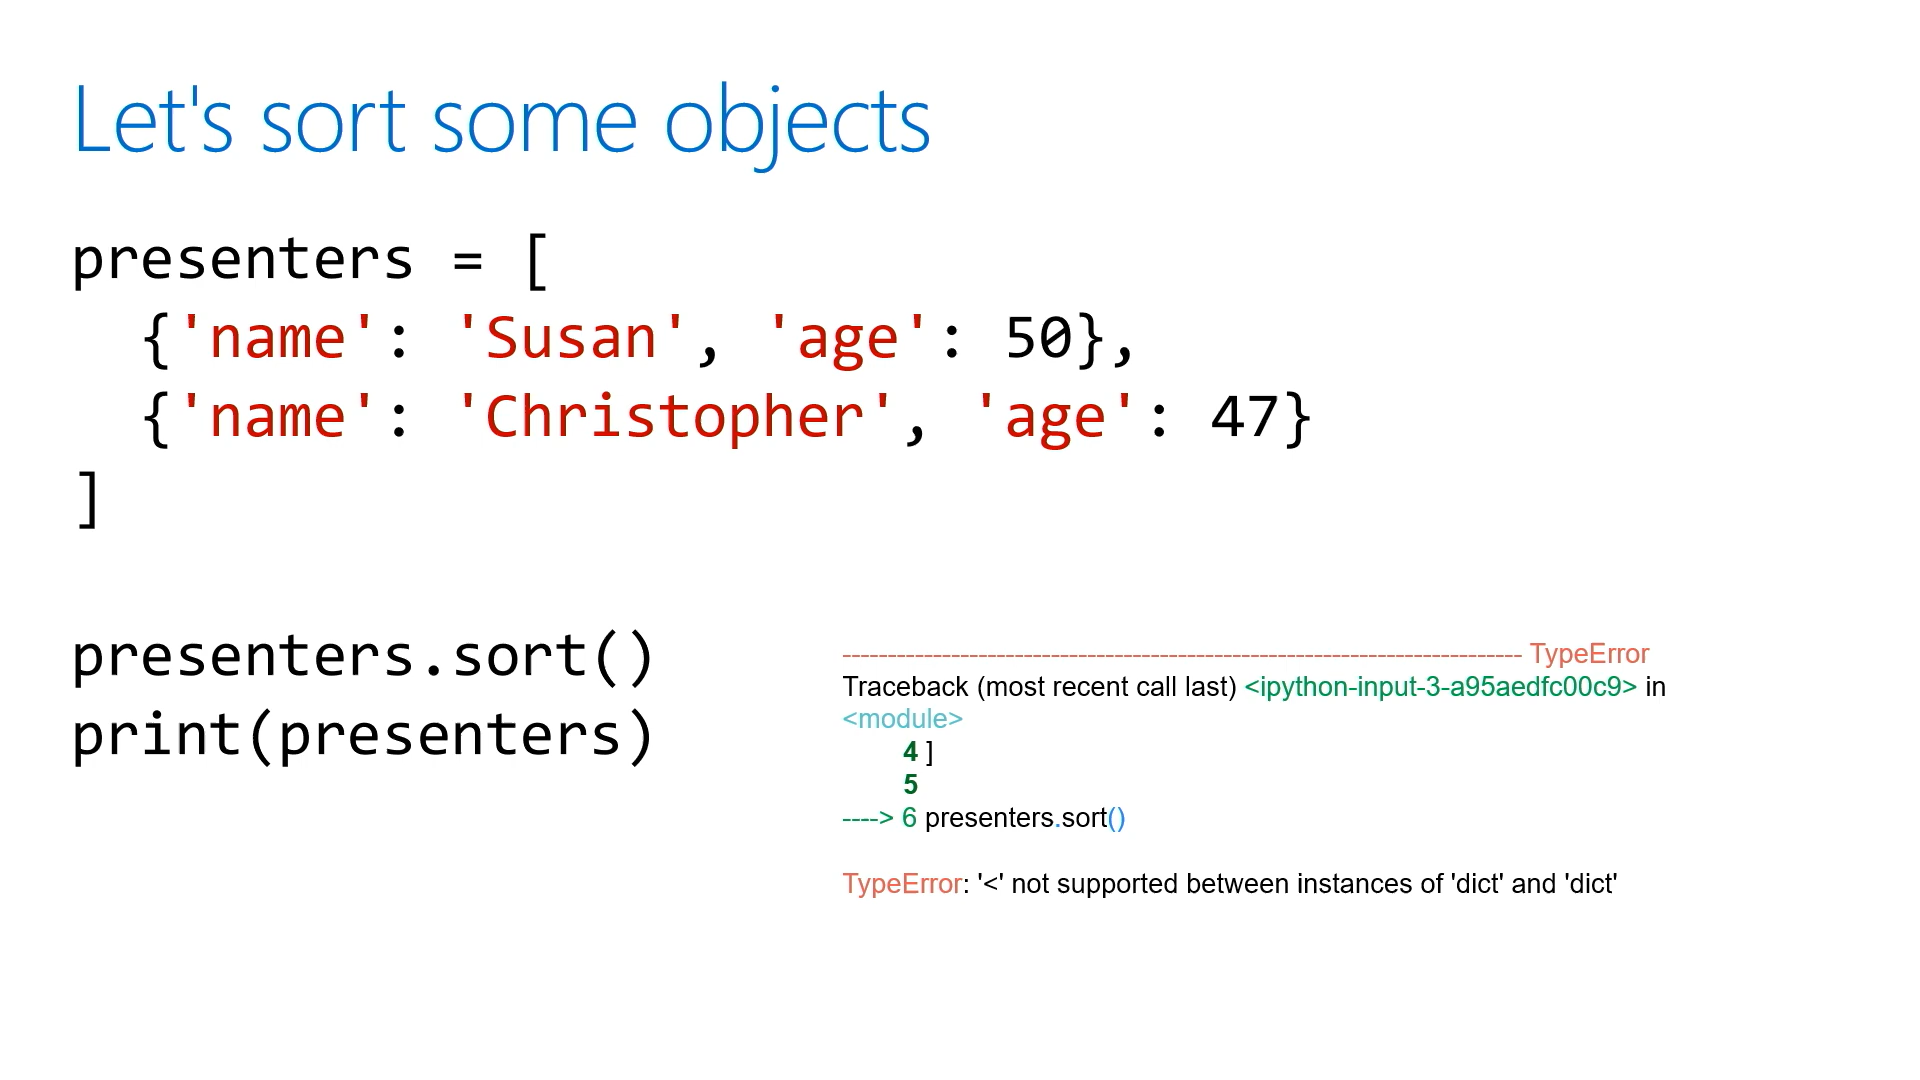 Let's sort some objects
presenters = [
  {'name': 'Susan', 'age': 50},
  {'name': 'Christopher', 'age': 47}
]
presenters.sort()
print(presenters)
--------------------------------------------------------------------------- TypeError
Traceback (most recent call last) <ipython-input-3-a95aedfc00c9> in
<module>
4 ]
5
----> 6 presenters.sort()
TypeError: '<' not supported between instances of 'dict' and 'dict'